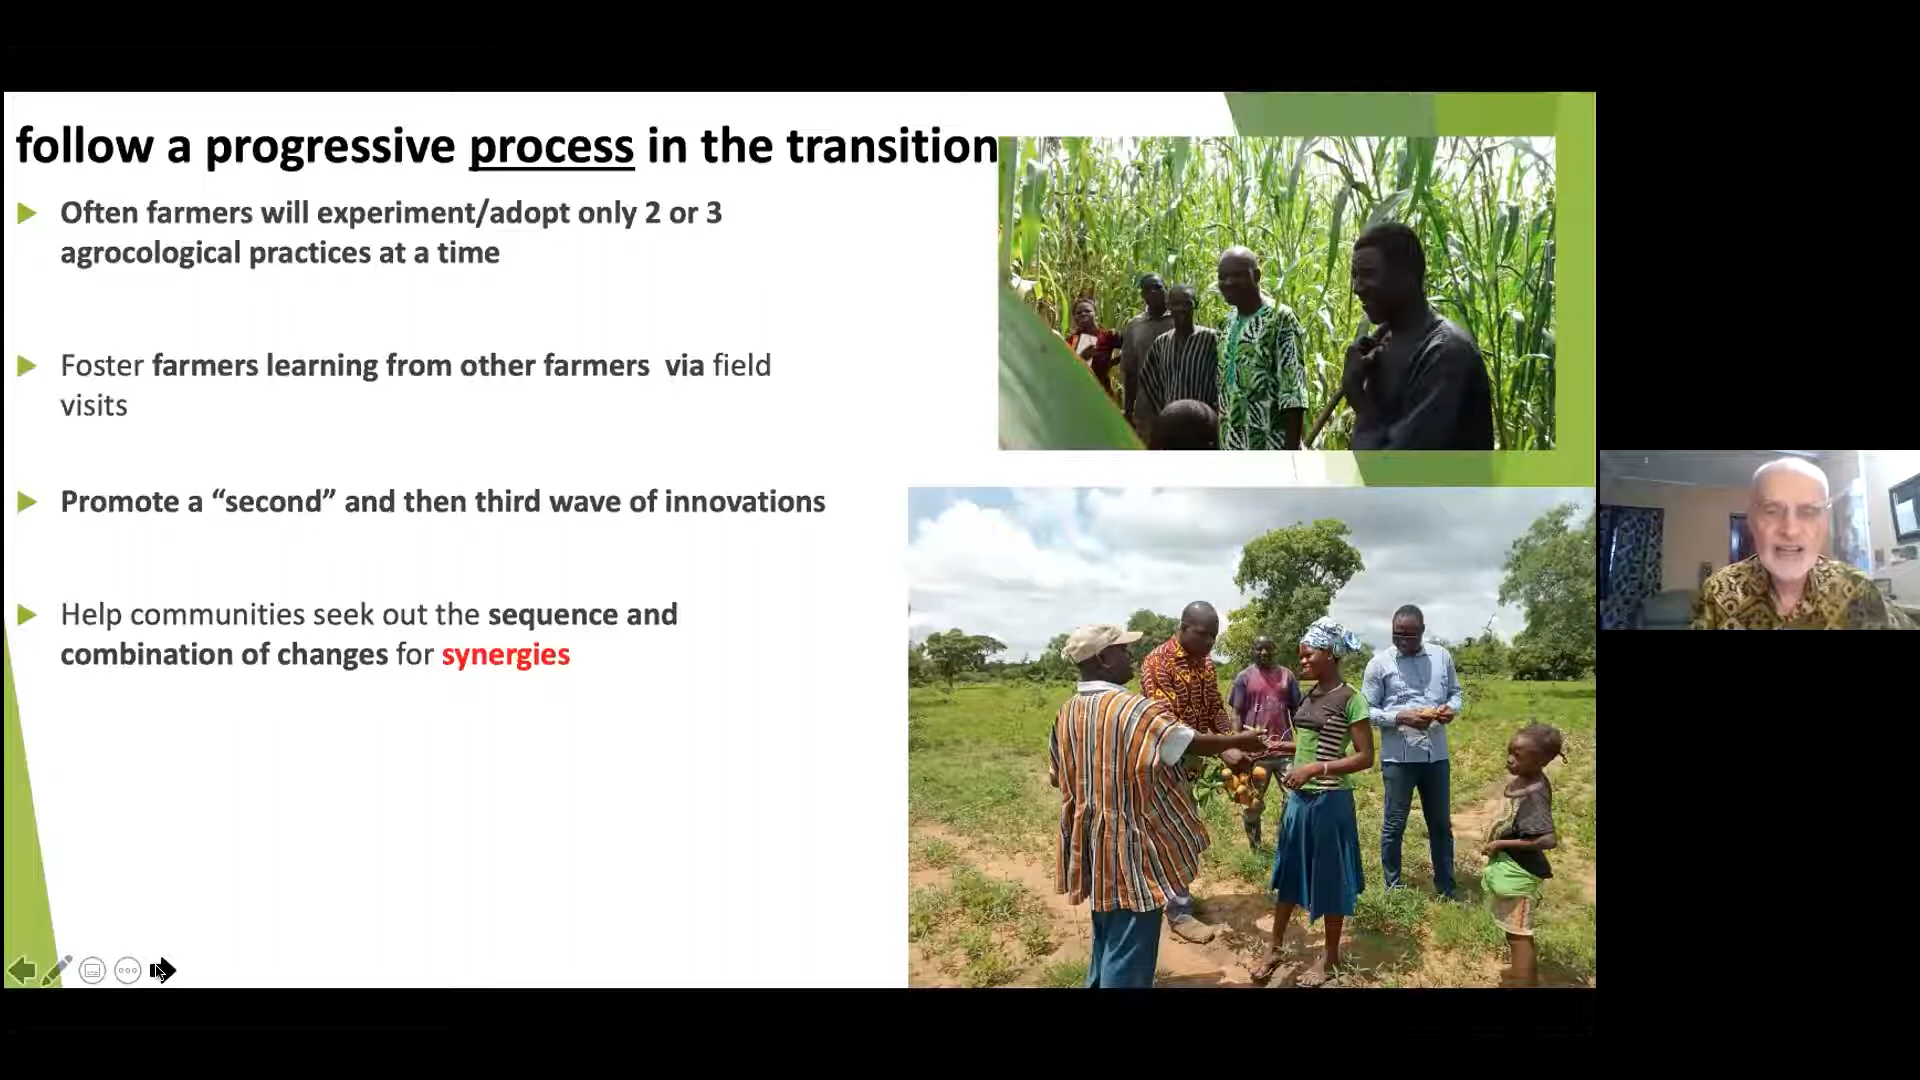 follow a progressive process in the transition
Often farmers will experiment/adopt only 2 or 3
agrocological practices at a time
Foster farmers learning from other farmers via field
visits
Promote a “second” and then third wave of innovations
Help communities seek out the sequence and
combination of changes for synergies